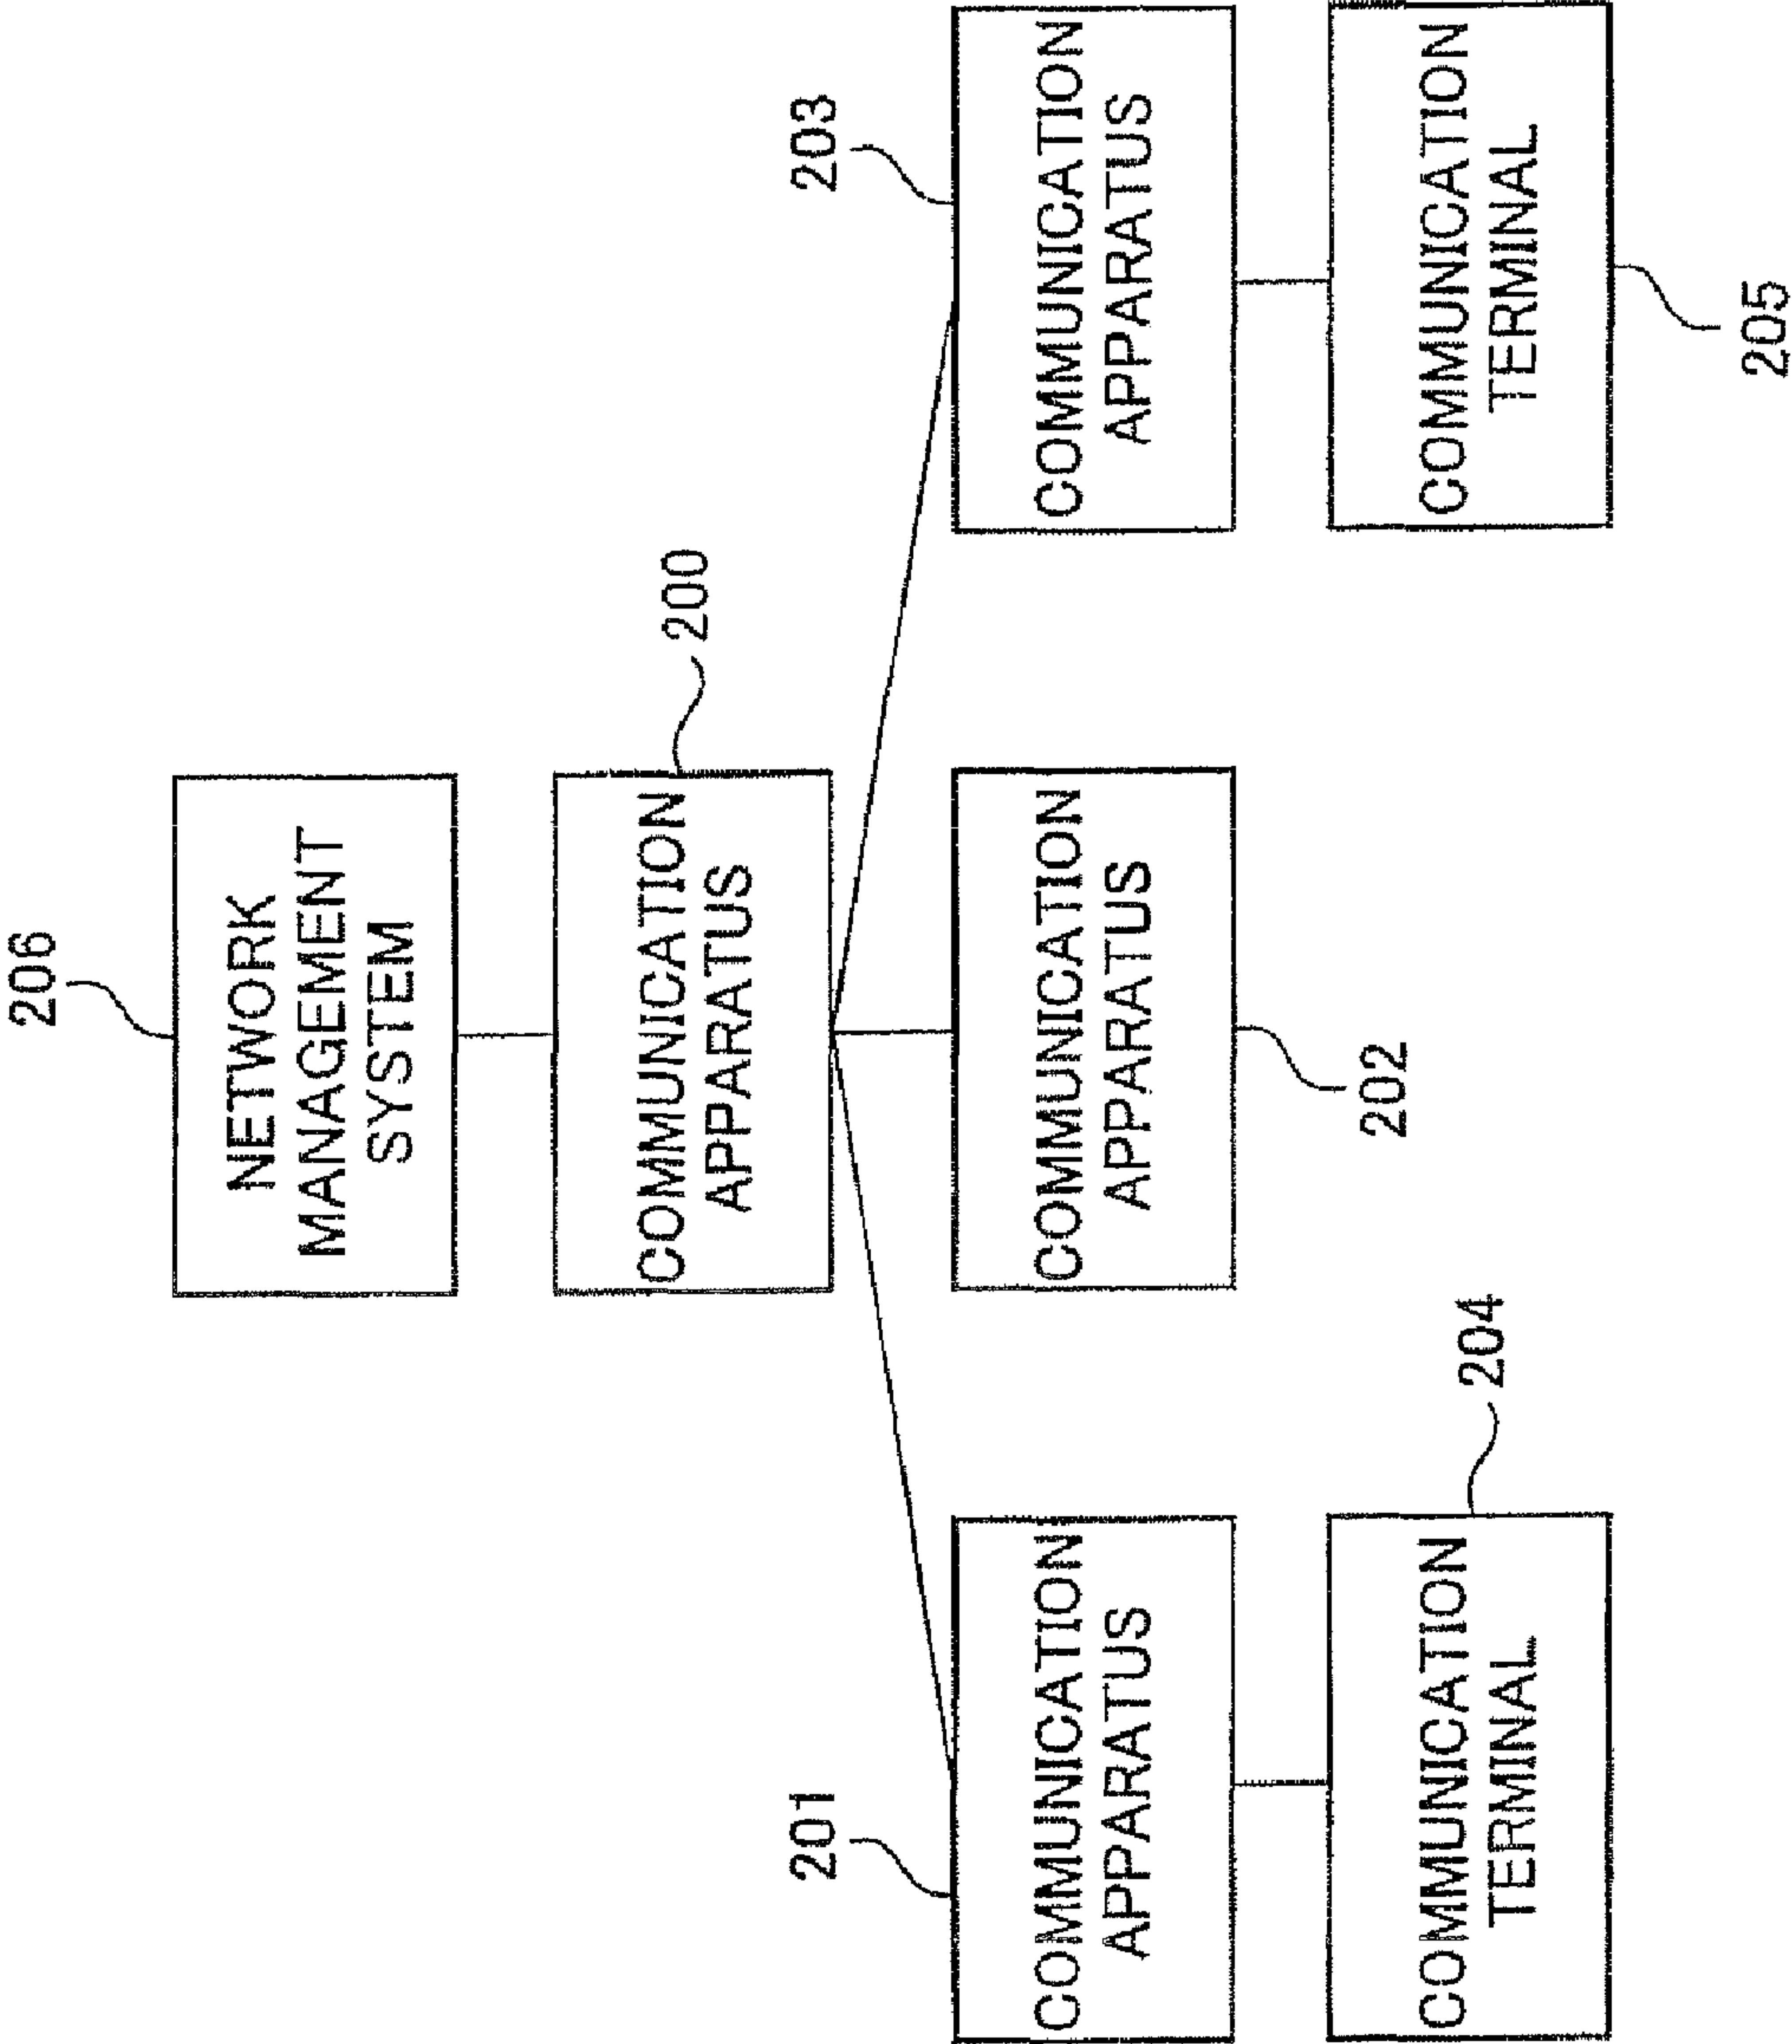 206
NETWORK
MANAGEMENT
SYSTEM
200
COMMUNICATION
APPARATUS
201
COMMUNICATION
APPARATUS
COMMUNICATION
APPARATUS
202
203
COMMUNICATION
APPARATUS
204
COMMUNICATION
TERMINAL
COMMUNICATION
TERMINAL
205